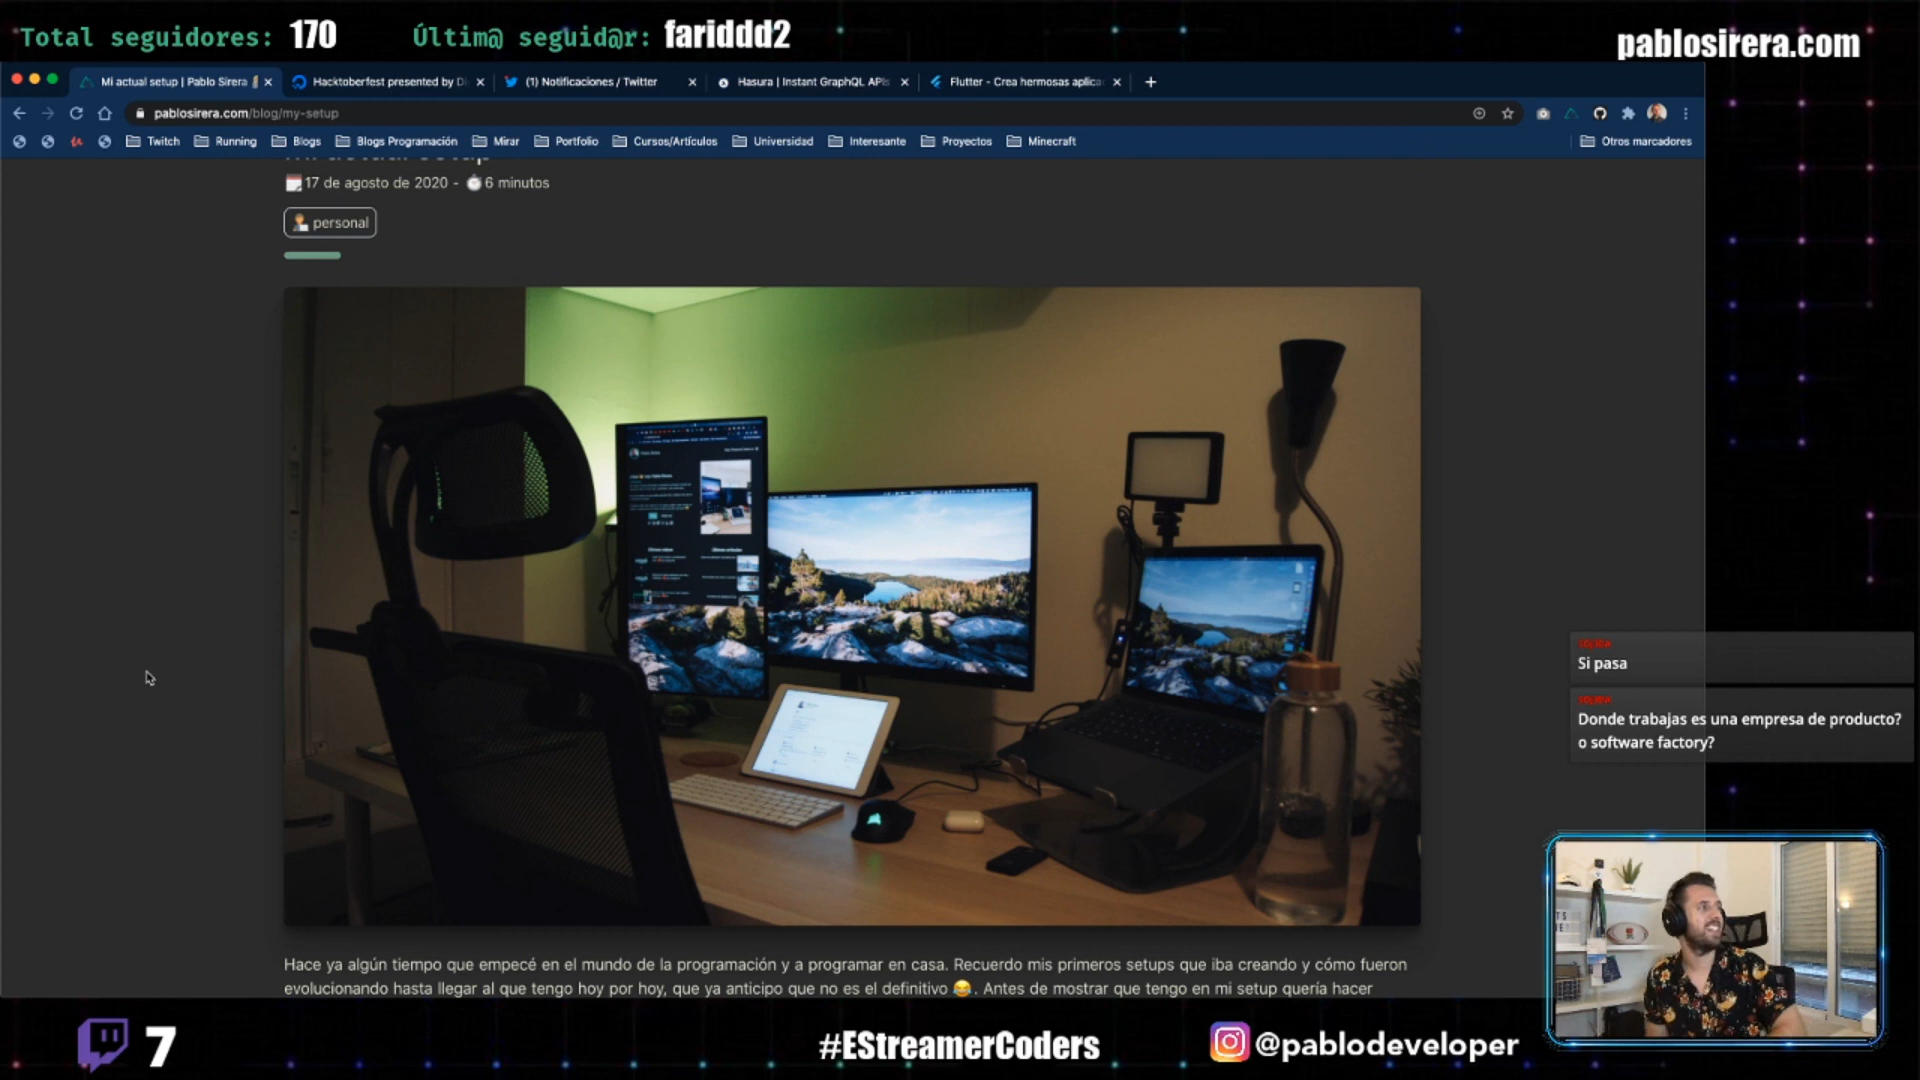 Total seguidores: 170
Últim@ seguid@r: fariddd2
pablosirera.com
Mi actual setup | Pablo Sirera
Hacktoberfest presented by Di
(1) Notificaciones / Twitter
Hasura | Instant GraphQL APIs
Flutter - Crea hermosas aplica
pablosirera.com/blog/my-setup
Twitch
Running
Blogs
Blogs Programación
Mirar
Portfolio
Cursos/Artículos
Universidad
Interesante
Proyectos
Minecraft
Otros marcadores
17 de agosto de 2020 - 6 minutos
personal
Si pasa
Donde trabajas es una empresa de producto?
o software factory?
Hace ya algún tiempo que empecé en el mundo de la programación y a programar en casa. Recuerdo mis primeros setups que iba creando y cómo fueron
evolucionando hasta llegar al que tengo hoy por hoy, que ya anticipo que no es el definitivo 😂. Antes de mostrar que tengo en mi setup quería hacer
7
#EStreamerCoders
@pablodeveloper